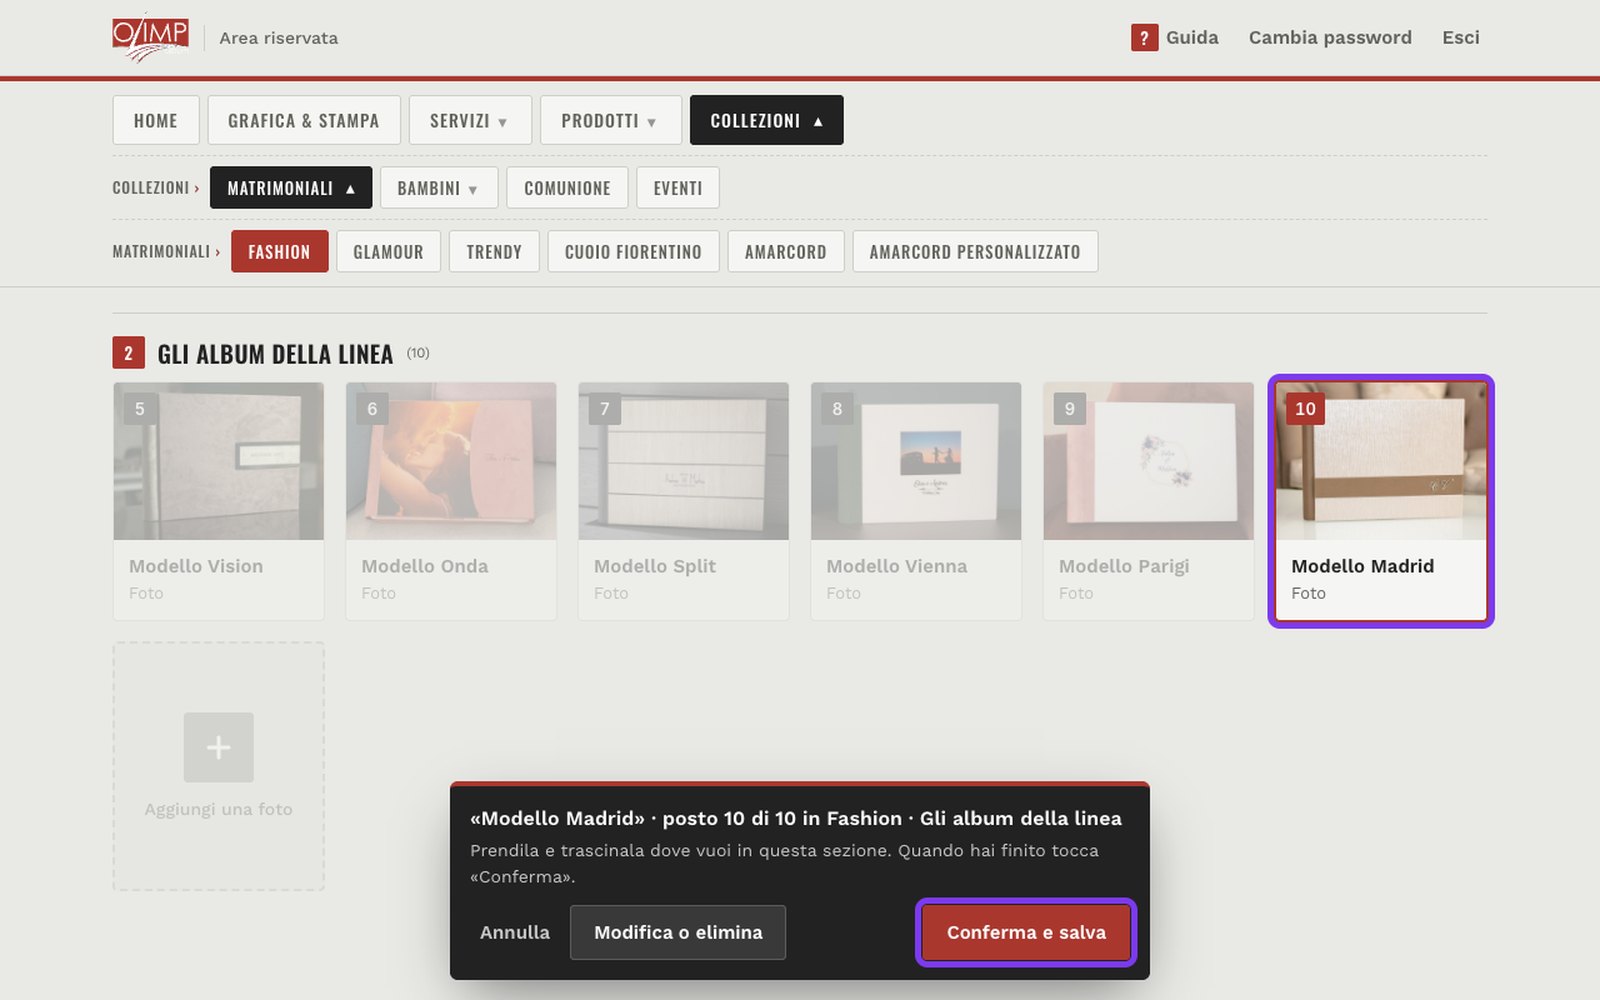 OLIMP
Area riservata
? Guida
Cambia password
Esci
HOME
GRAFICA & STAMPA
SERVIZI ▼
PRODOTTI ▼
COLLEZIONI ▲
COLLEZIONI ›
MATRIMONIALI ▲
BAMBINI ▼
COMUNIONE
EVENTI
MATRIMONIALI ›
FASHION
GLAMOUR
TRENDY
CUOIO FIORENTINO
AMARCORD
AMARCORD PERSONALIZZATO
2 GLI ALBUM DELLA LINEA (10)
5
Modello Vision
Foto
6
Modello Onda
Foto
7
Modello Split
Foto
8
Modello Vienna
Foto
9
Modello Parigi
Foto
10
Modello Madrid
Foto
+
Aggiungi una foto
«Modello Madrid» · posto 10 di 10 in Fashion · Gli album della linea
Prendila e trascinala dove vuoi in questa sezione. Quando hai finito tocca
«Conferma».
Annulla
Modifica o elimina
Conferma e salva